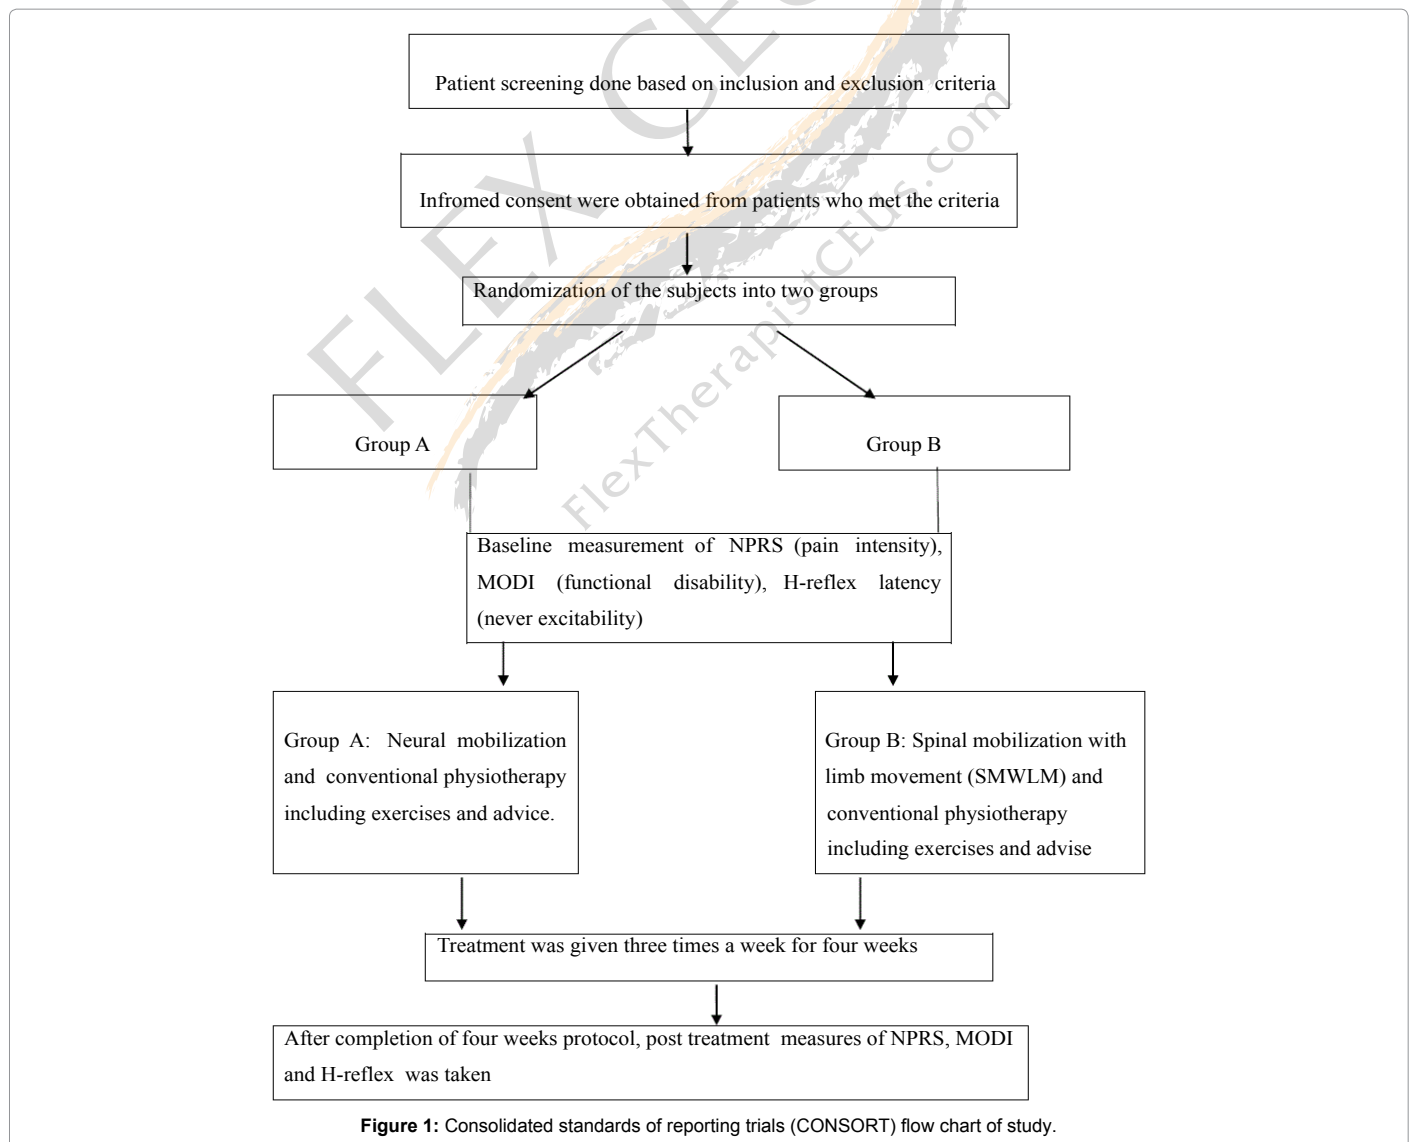 FLEX CEU
FlexTherapistCEUs.com
Patient screening done based on inclusion and exclusion criteria
Infromed consent were obtained from patients who met the criteria
Randomization of the subjects into two groups
Group A
Group B
Baseline measurement of NPRS (pain intensity),
MODI (functional disability), H-reflex latency
(never excitability)
Group A: Neural mobilization
and conventional physiotherapy
including exercises and advice.
Group B: Spinal mobilization with
limb movement (SMWLM) and
conventional physiotherapy
including exercises and advise
Treatment was given three times a week for four weeks
After completion of four weeks protocol, post treatment measures of NPRS, MODI
and H-reflex was taken
Figure 1: Consolidated standards of reporting trials (CONSORT) flow chart of study.